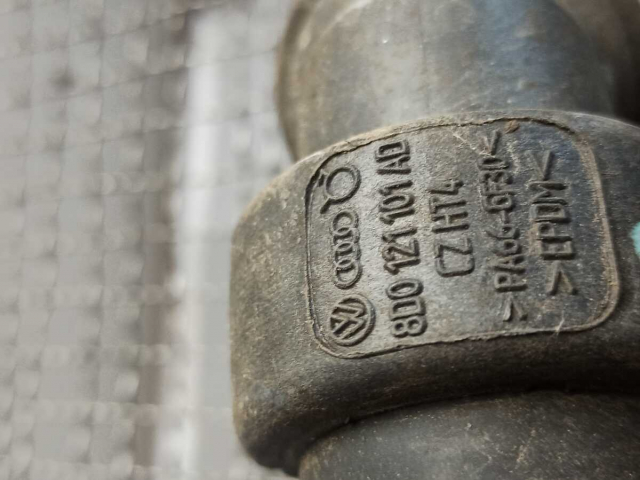 8D0 121 101 AD
CZ HT4
>PA66-GF30<
>EPDM<